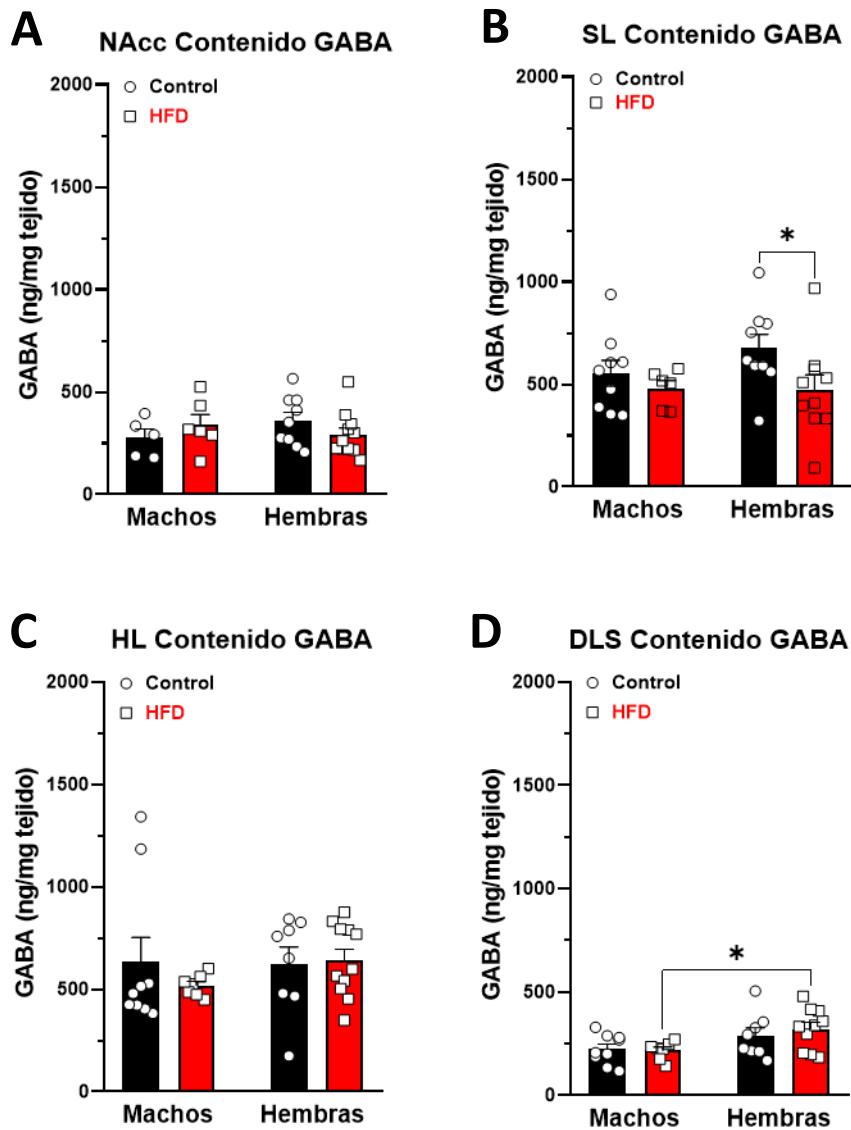 A
NAcc Contenido GABA
Control
HFD
GABA (ng/mg tejido)
2000
1500
1000
500
0
Machos
Hembras
B
SL Contenido GABA
Control
HFD
GABA (ng/mg tejido)
2000
1500
1000
500
0
*
Machos
Hembras
C
HL Contenido GABA
Control
HFD
GABA (ng/mg tejido)
2000
1500
1000
500
0
Machos
Hembras
D
DLS Contenido GABA
Control
HFD
GABA (ng/mg tejido)
2000
1500
1000
500
0
*
Machos
Hembras